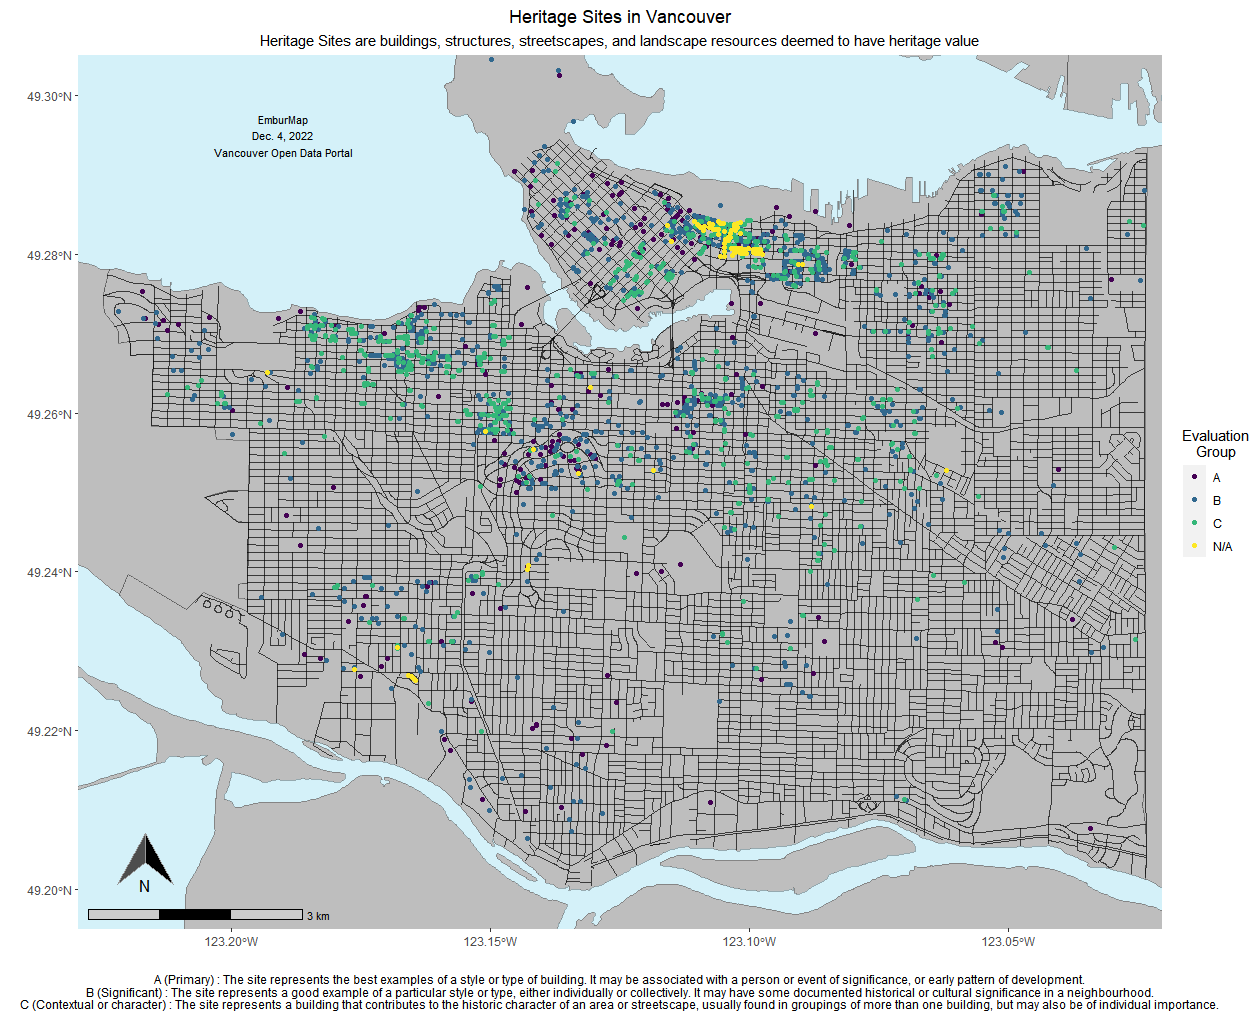 Heritage Sites in Vancouver
Heritage Sites are buildings, structures, streetscapes, and landscape resources deemed to have heritage value
49.30°N
49.28°N
49.26°N
49.24°N
49.22°N
49.20°N
EmburMap
Dec. 4, 2022
Vancouver Open Data Portal
Evaluation
Group
A
B
C
N/A
N
3 km
123.20°W
123.15°W
123.10°W
123.05°W
A (Primary) : The site represents the best examples of a style or type of building. It may be associated with a person or event of significance, or early pattern of development.
B (Significant) : The site represents a good example of a particular style or type, either individually or collectively. It may have some documented historical or cultural significance in a neighbourhood.
C (Contextual or character) : The site represents a building that contributes to the historic character of an area or streetscape, usually found in groupings of more than one building, but may also be of individual importance.